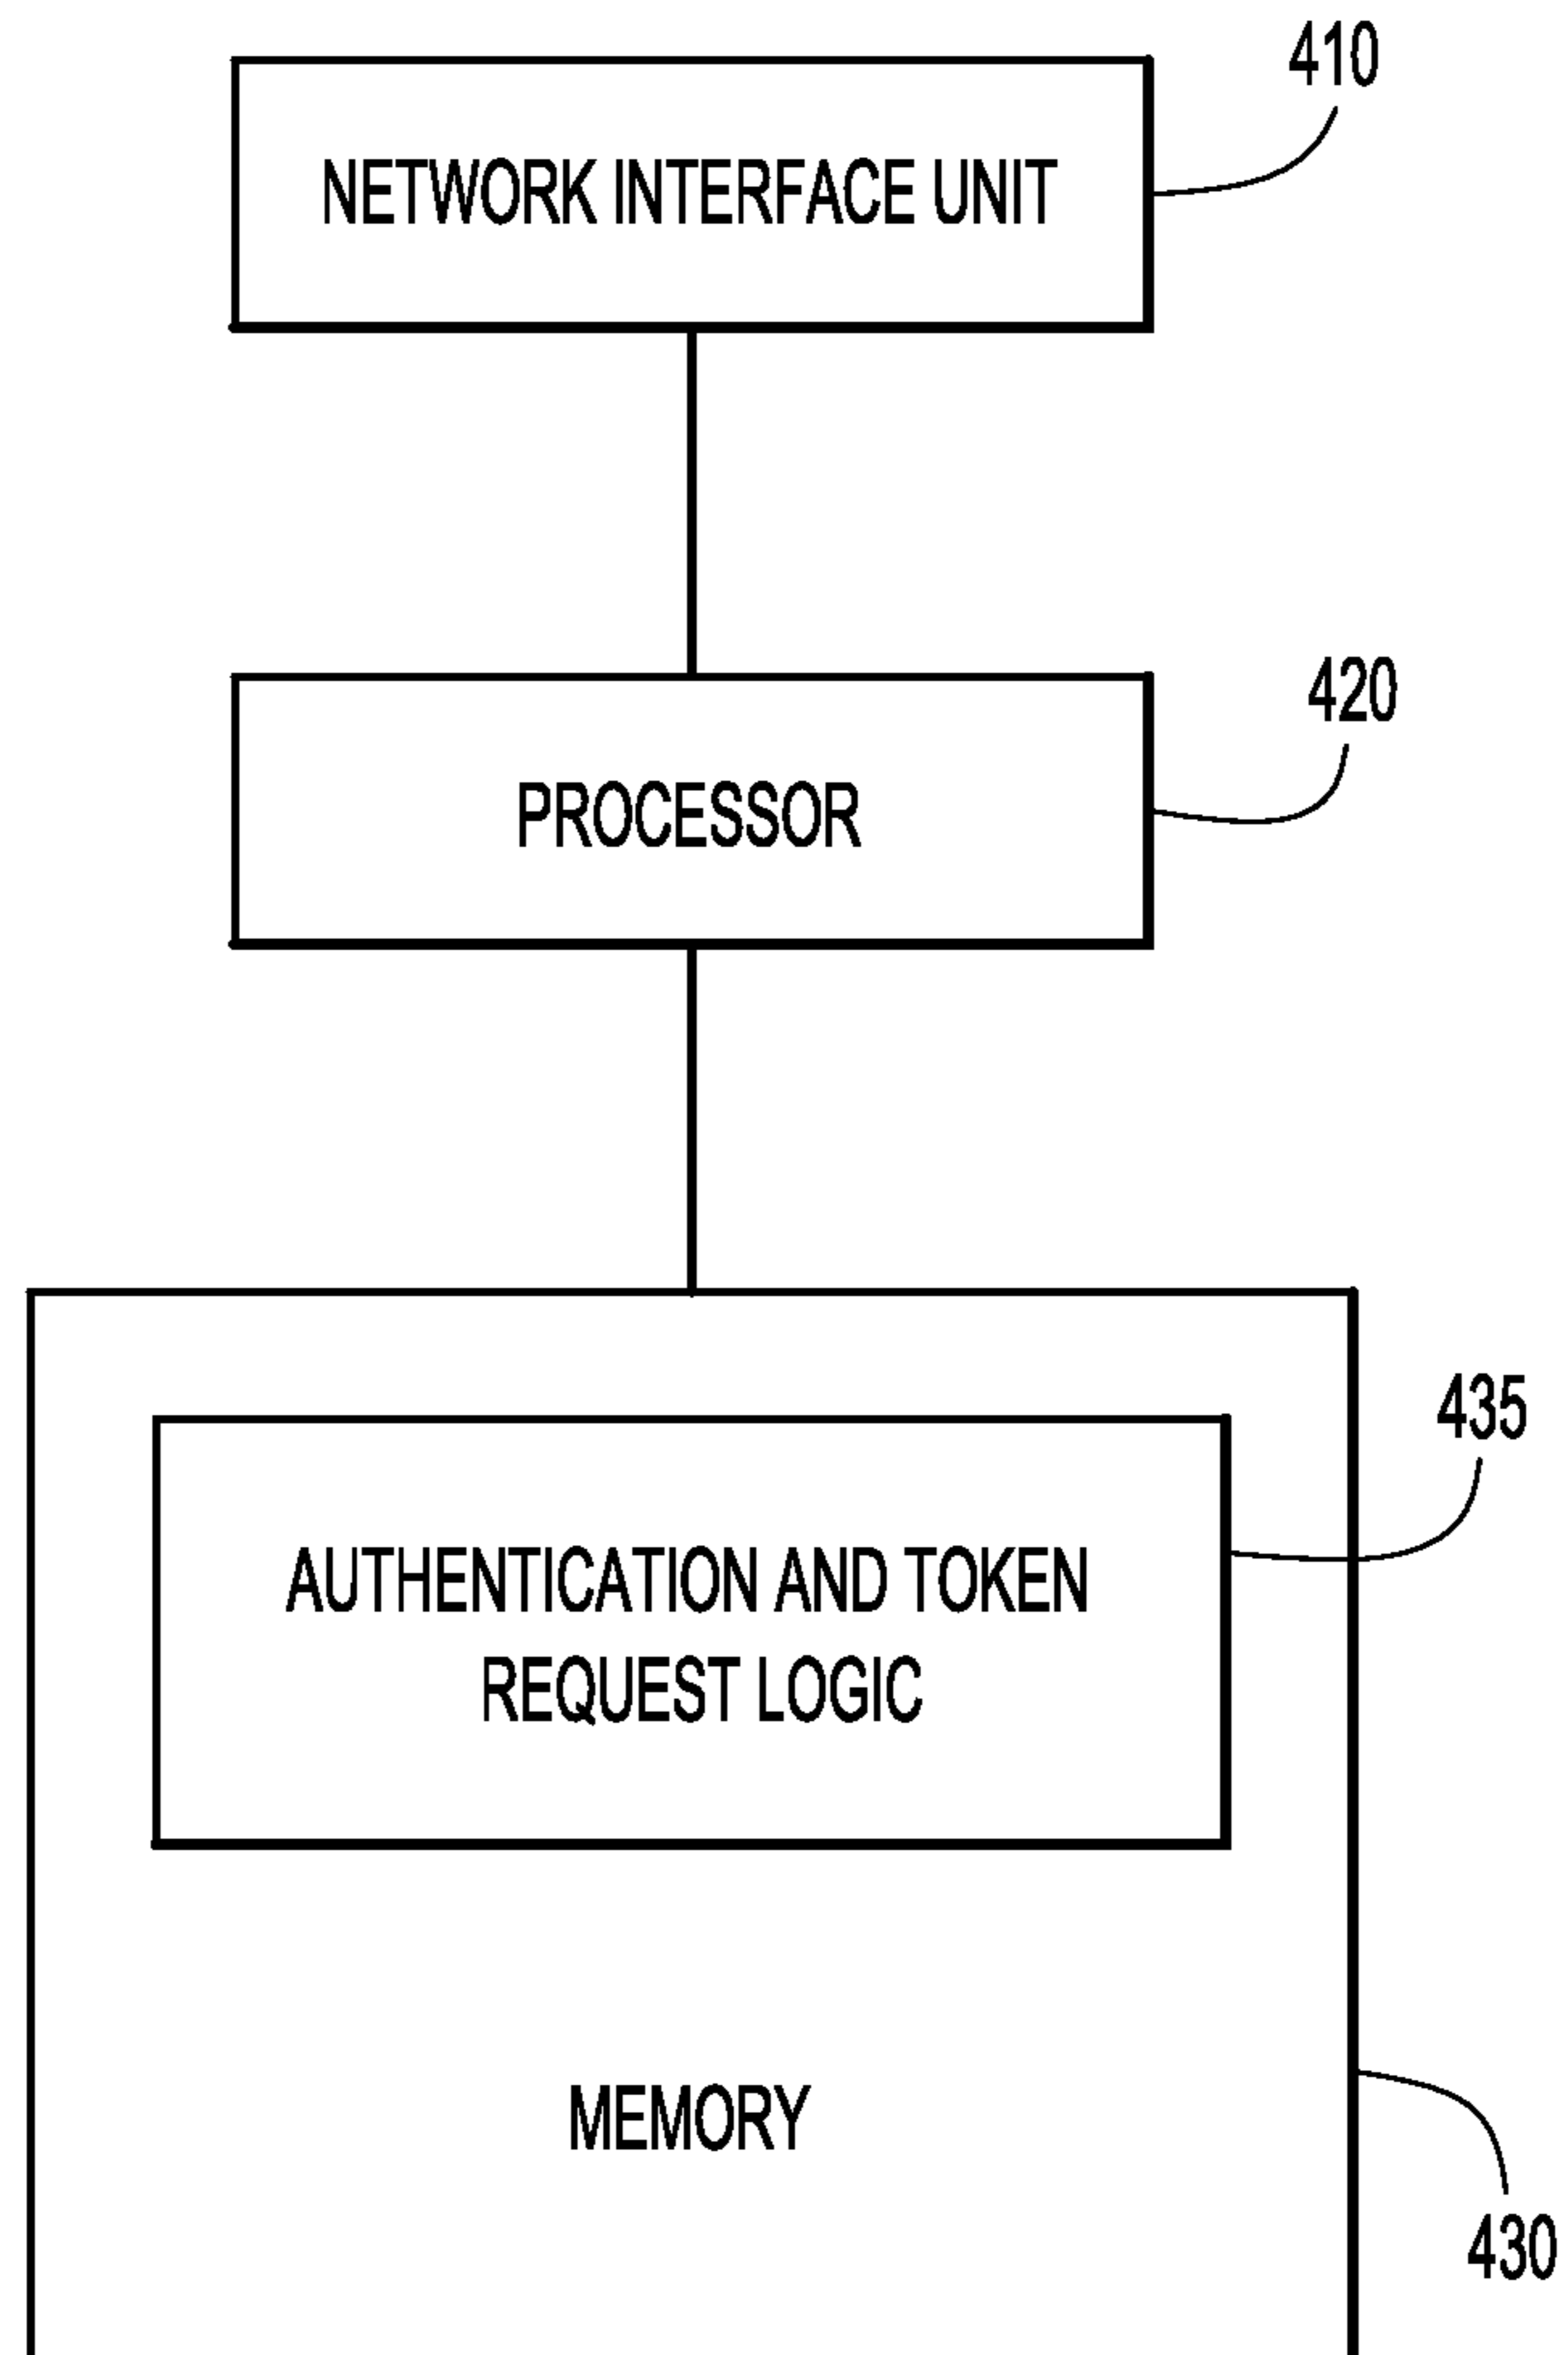 410
NETWORK INTERFACE UNIT
420
PROCESSOR
435
AUTHENTICATION AND TOKEN
REQUEST LOGIC
MEMORY
430